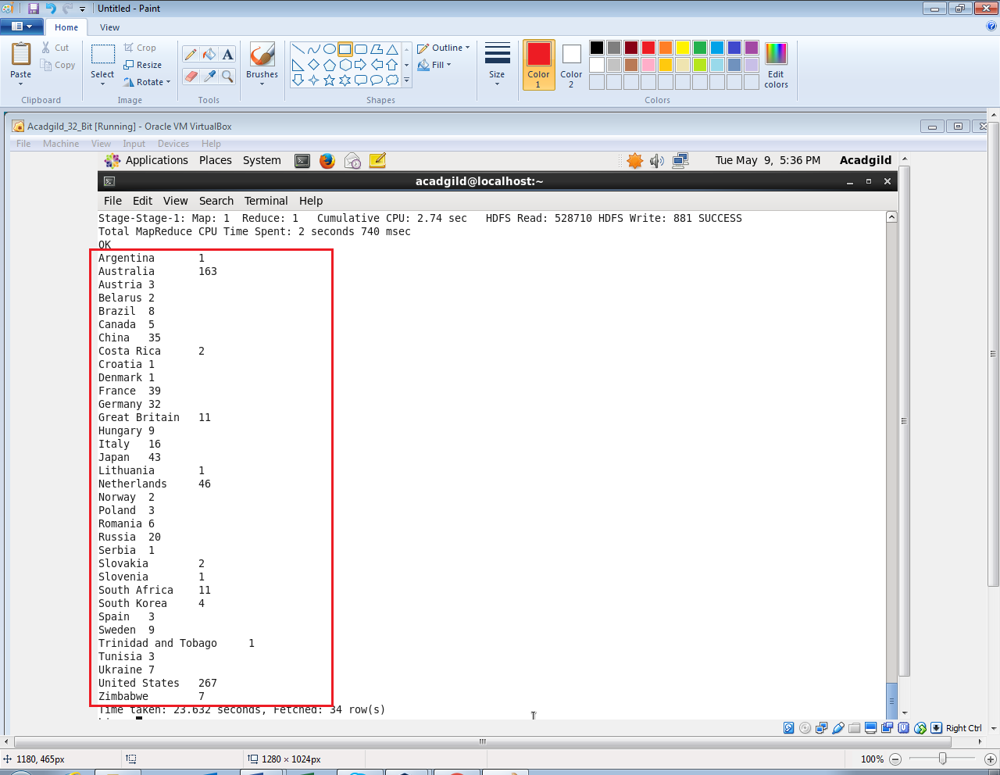 Untitled - Paint
Home View
Paste
Cut
Copy
Clipboard
Select
Crop
Resize
Rotate
Image
A
Tools
Brushes
Outline
Fill
Shapes
Size
Color 1
Color 2
Edit colors
Colors
Acadgild_32_Bit [Running] - Oracle VM VirtualBox
File Machine View Input Devices Help
Applications Places System Tue May 9, 5:36 PM Acadgild
acadgild@localhost:~
File Edit View Search Terminal Help
Stage-Stage-1: Map: 1 Reduce: 1 Cumulative CPU: 2.74 sec HDFS Read: 528710 HDFS Write: 881 SUCCESS
Total MapReduce CPU Time Spent: 2 seconds 740 msec
OK
Argentina 1
Australia 163
Austria 3
Belarus 2
Brazil 8
Canada 5
China 35
Costa Rica 2
Croatia 1
Denmark 1
France 39
Germany 32
Great Britain 11
Hungary 9
Italy 16
Japan 43
Lithuania 1
Netherlands 46
Norway 2
Poland 3
Romania 6
Russia 20
Serbia 1
Slovakia 2
Slovenia 1
South Africa 11
South Korea 4
Spain 3
Sweden 9
Trinidad and Tobago 1
Tunisia 3
Ukraine 7
United States 267
Zimbabwe 7
Time taken: 23.632 seconds, Fetched: 34 row(s)
Right Ctrl
1180, 465px 1280 × 1024px 100%